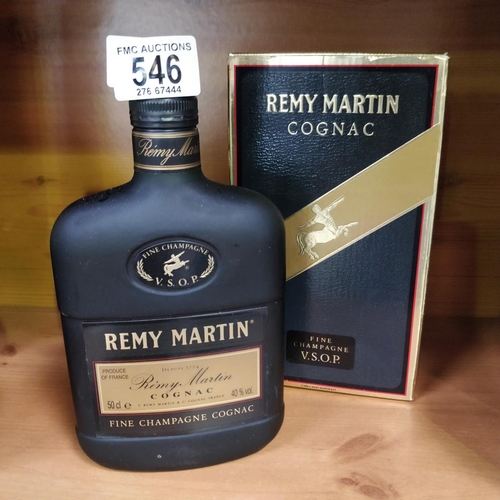 FMC AUCTIONS
546
276 67444
Rémy Martin
FINE CHAMPAGNE
V.S.O.P.
REMY MARTIN
PRODUCE
OF FRANCE
Rémy Martin
COGNAC
50 cl e
40 % vol.
FINE CHAMPAGNE COGNAC
REMY MARTIN
COGNAC
FINE
CHAMPAGNE
V.S.O.P.